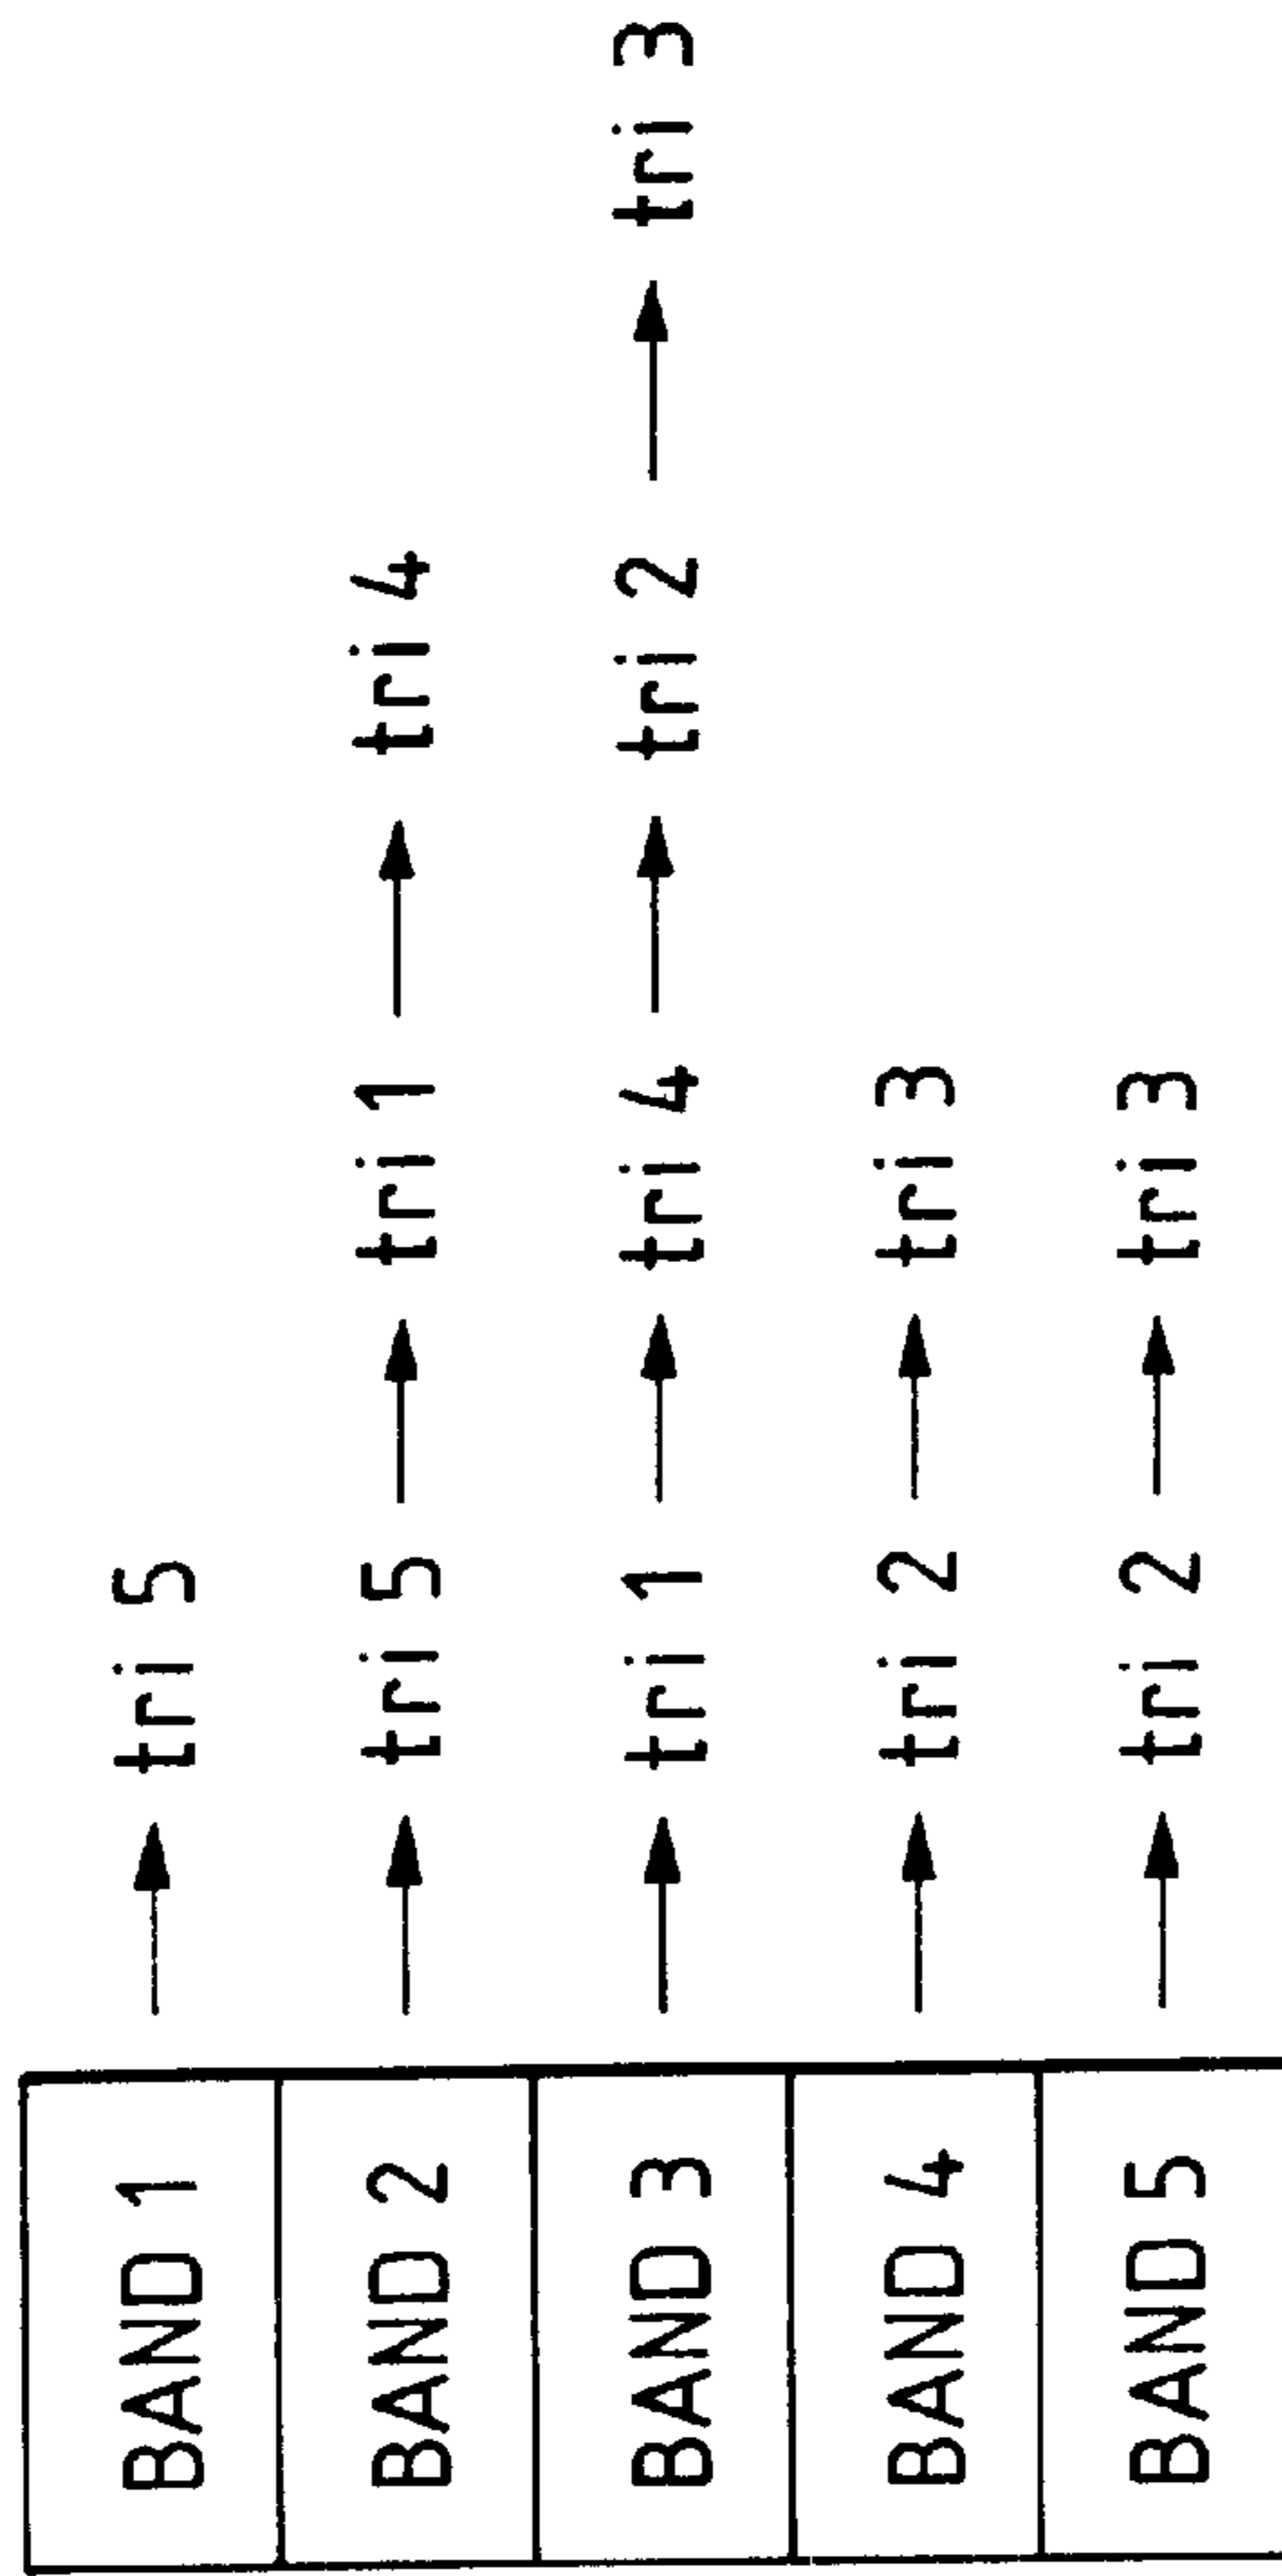 BAND 1 → tri 5
BAND 2 → tri 5 → tri 1 → tri 4
BAND 3 → tri 1 → tri 4 → tri 2 → tri 3
BAND 4 → tri 2 → tri 3
BAND 5 → tri 2 → tri 3